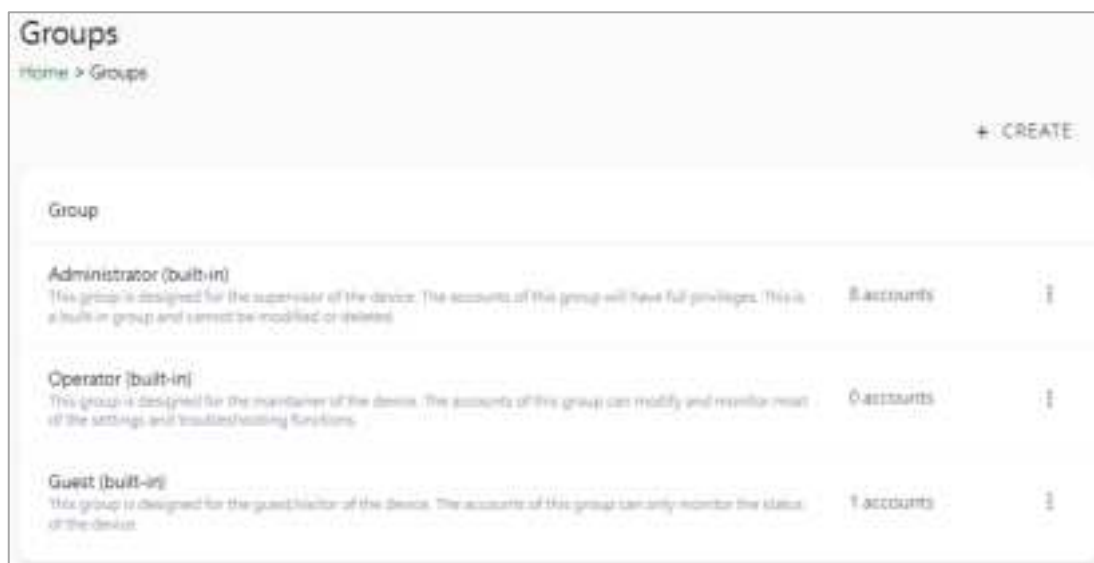 Groups
Home > Groups
+ CREATE
Group
Administrator (built-in)
This group is designed for the supervisor of the device. The accounts of this group will have full privileges. This is
a built-in group and cannot be modified or deleted.
accounts
Operator (built-in)
This group is designed for the maintainer of the device. The accounts of this group can modify and monitor most
of the settings and troubleshooting functions.
0 accounts
Guest (built-in)
This group is designed for the guest/visitor of the device. The accounts of this group can only monitor the status
of the device.
1 accounts